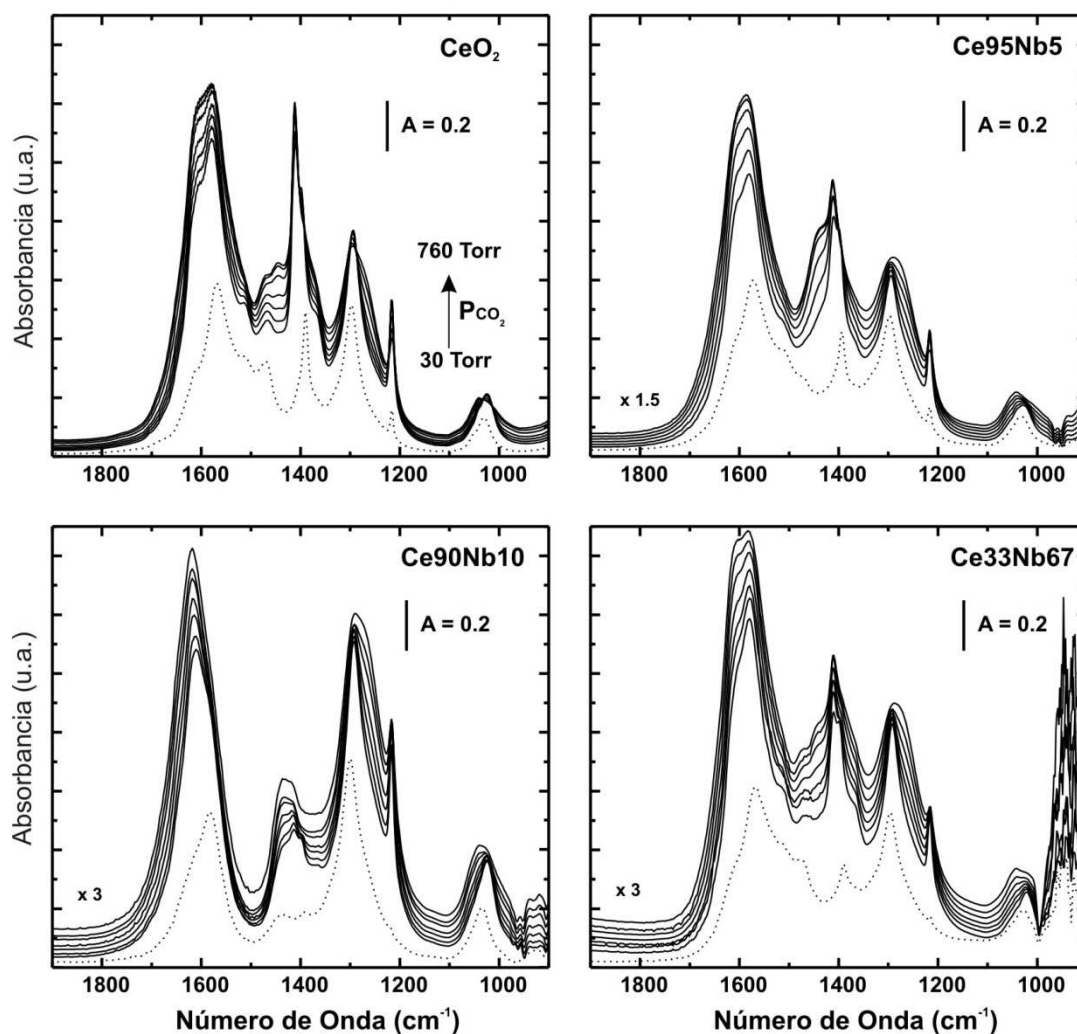 CeO₂
A = 0.2
760 Torr
PCO₂
30 Torr
Absorbancia (u.a.)
1800 1600 1400 1200 1000
Ce95Nb5
A = 0.2
x 1.5
1800 1600 1400 1200 1000
Ce90Nb10
A = 0.2
x 3
Absorbancia (u.a.)
1800 1600 1400 1200 1000
Número de Onda (cm⁻¹)
Ce33Nb67
A = 0.2
x 3
1800 1600 1400 1200 1000
Número de Onda (cm⁻¹)